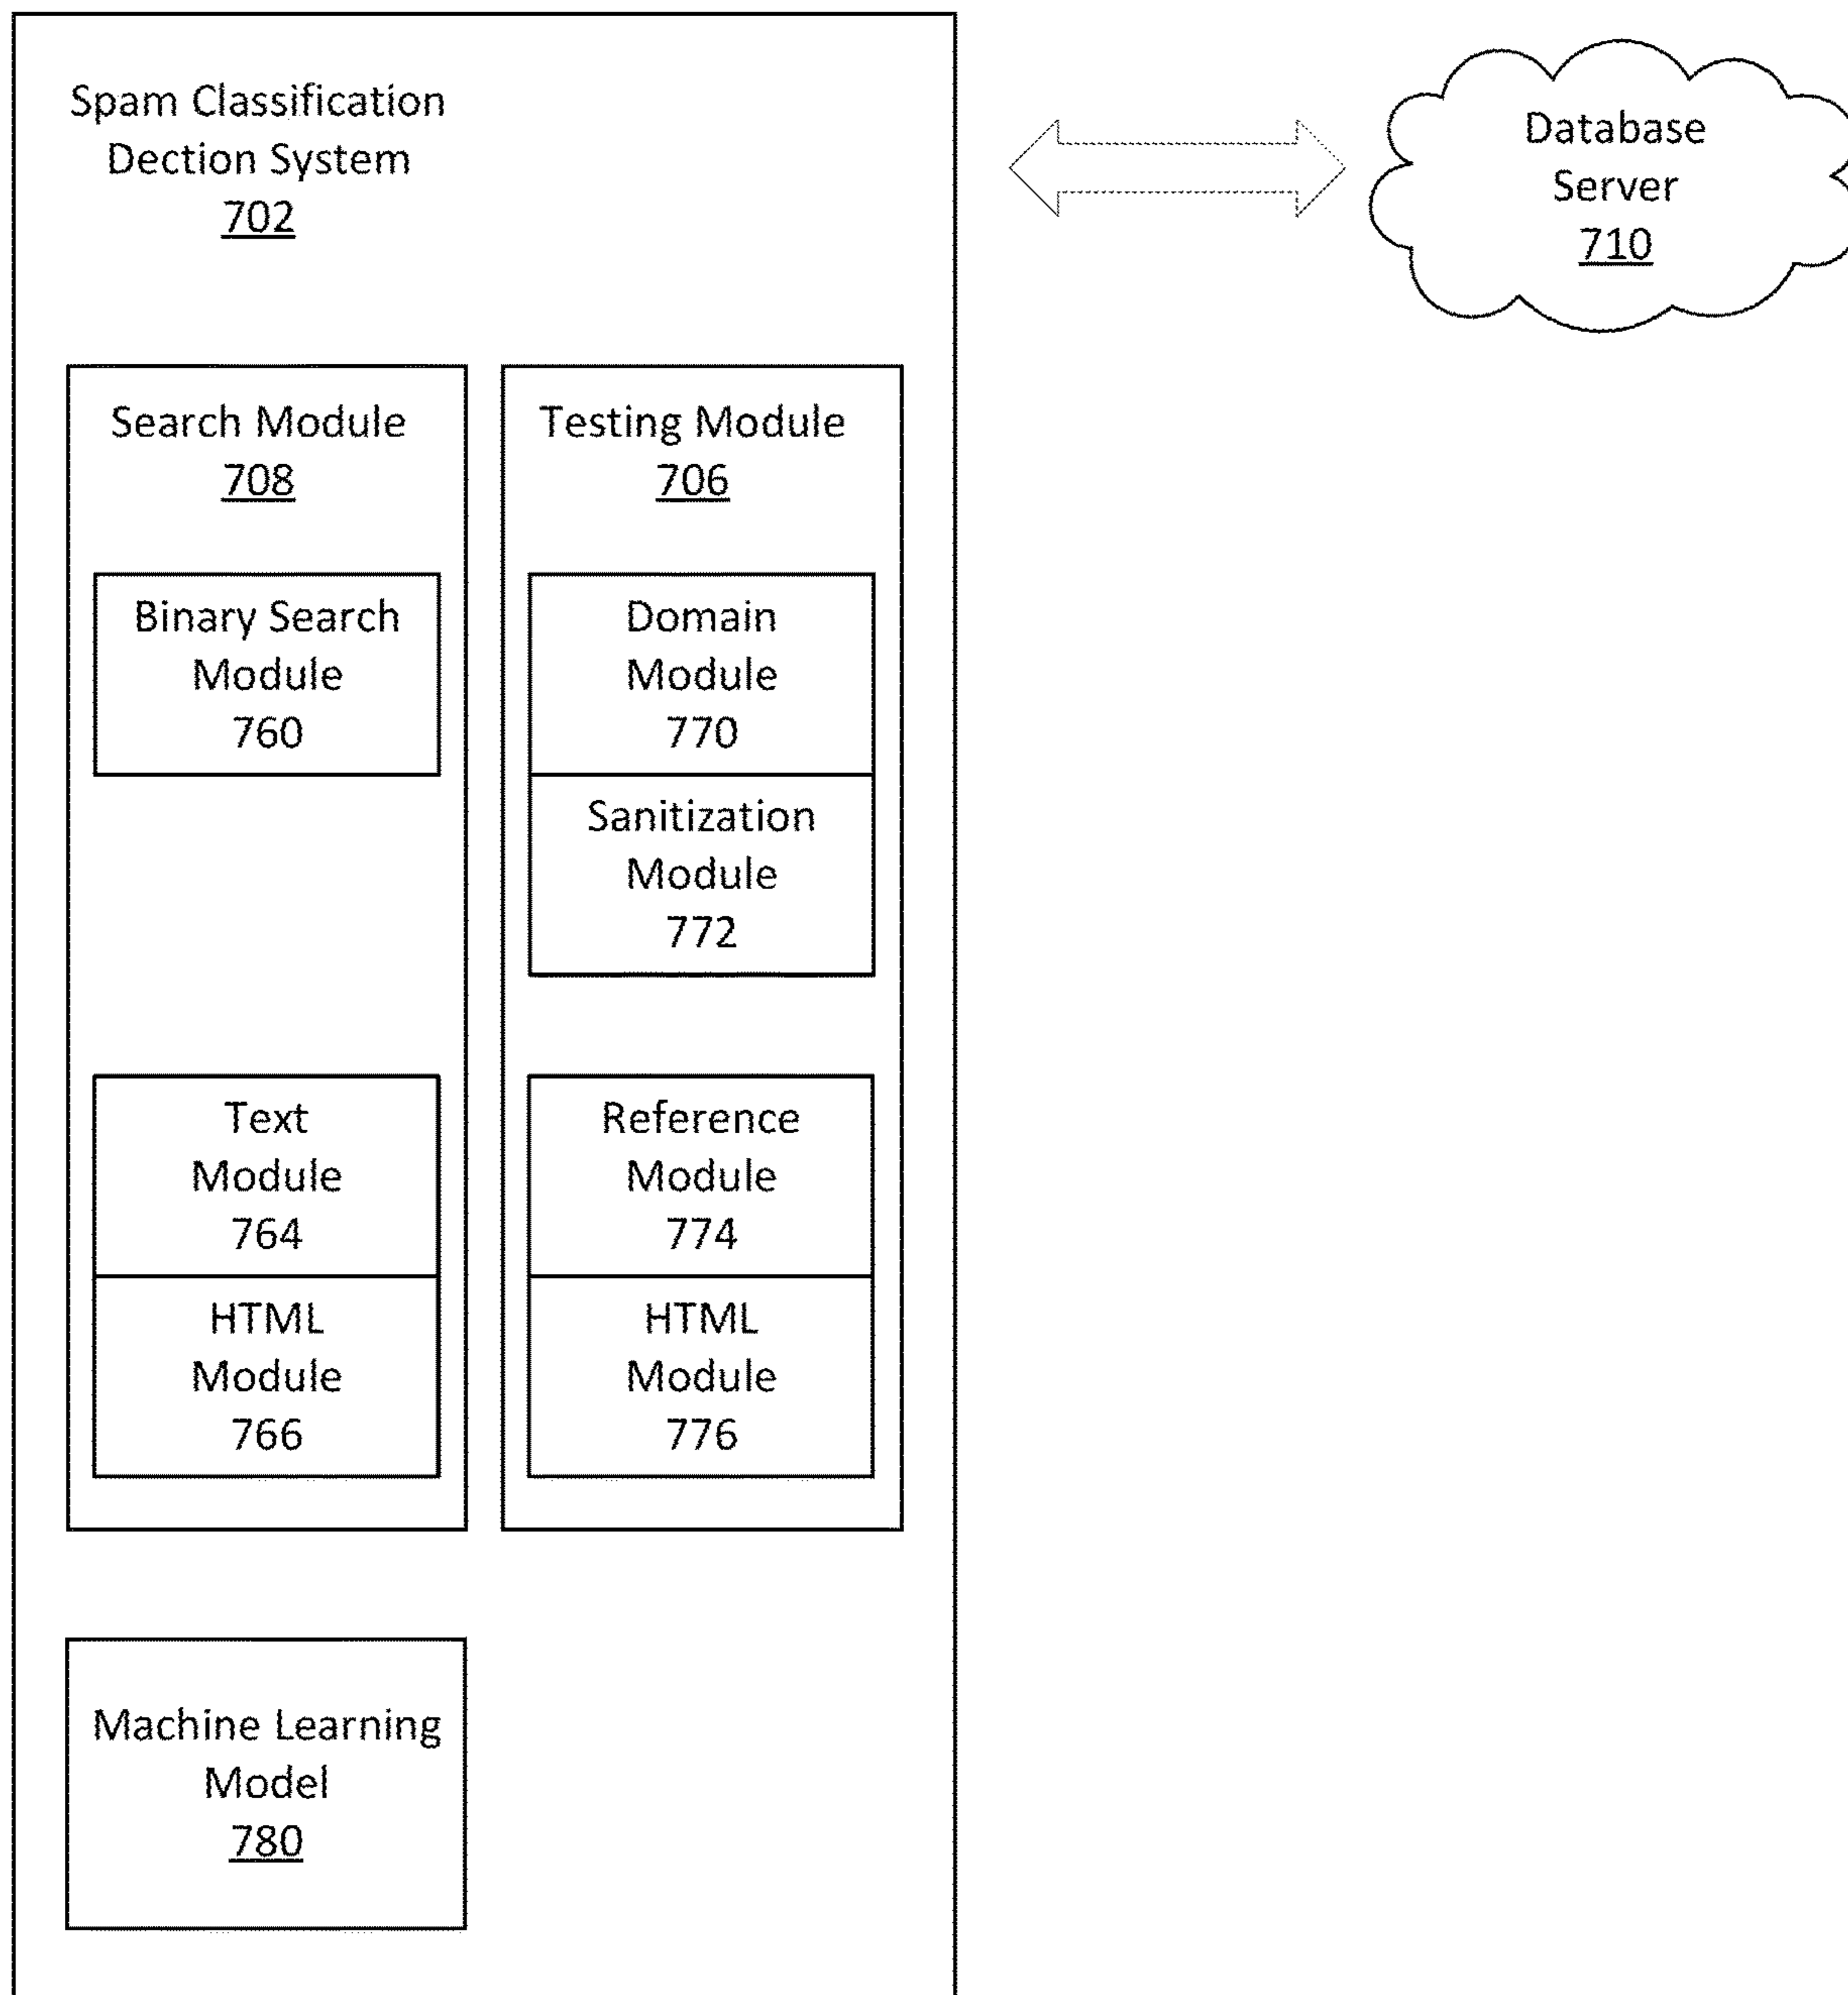 Spam Classification
Dection System
702
Database
Server
710
Search Module
708
Binary Search
Module
760
Text
Module
764
HTML
Module
766
Testing Module
706
Domain
Module
770
Sanitization
Module
772
Reference
Module
774
HTML
Module
776
Machine Learning
Model
780